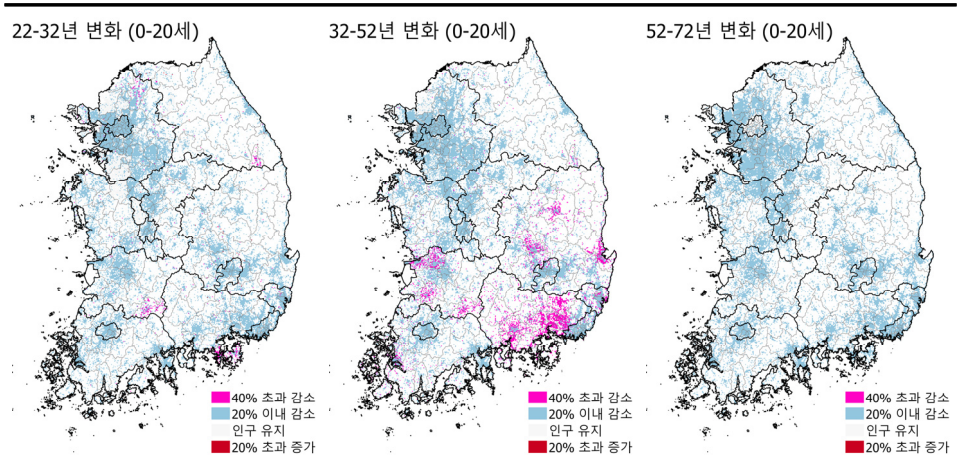 22-32년 변화 (0-20세)
32-52년 변화 (0-20세)
52-72년 변화 (0-20세)
40% 초과 감소
20% 이내 감소
인구 유지
20% 초과 증가
40% 초과 감소
20% 이내 감소
인구 유지
20% 초과 증가
40% 초과 감소
20% 이내 감소
인구 유지
20% 초과 증가